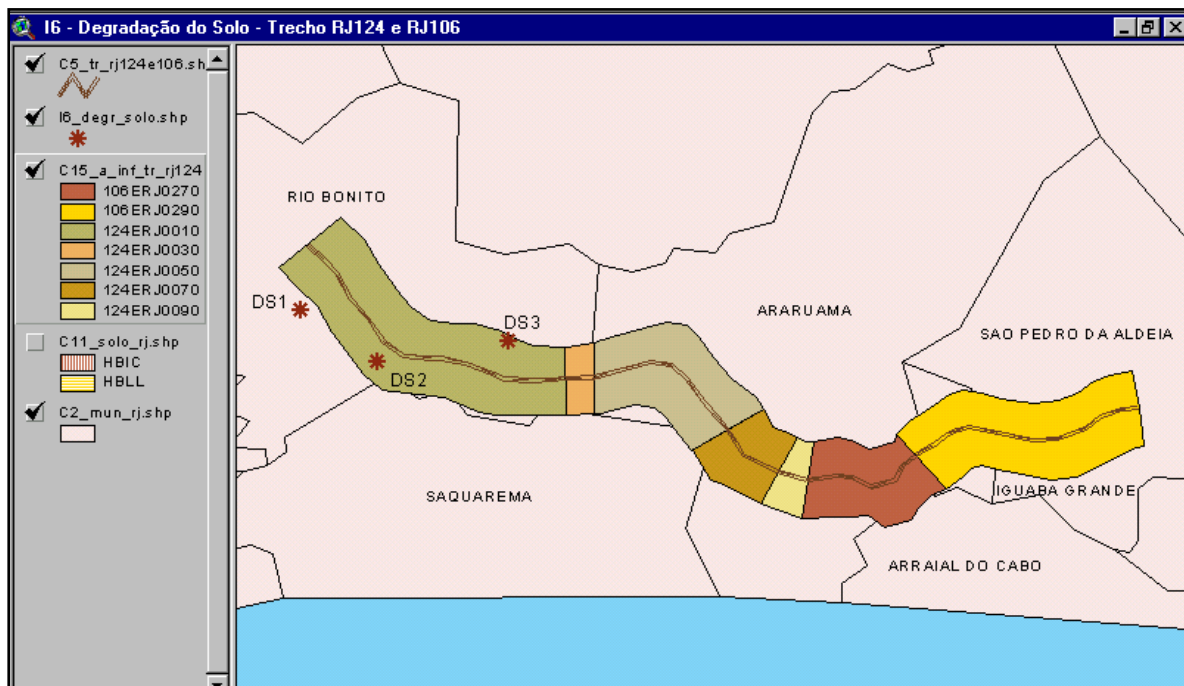 I6 - Degradação do Solo - Trecho RJ124 e RJ106
C5_tr_rj124e106.sh
I6_degr_solo.shp
C15_a_inf_tr_rj124
106ERJ0270
106ERJ0290
124ERJ0010
124ERJ0030
124ERJ0050
124ERJ0070
124ERJ0090
C11_solo_rj.shp
HBIC
HBLL
C2_mun_rj.shp
RIO BONITO
DS1
DS3
DS2
ARARUAMA
SAO PEDRO DA ALDEIA
SAQUAREMA
IGUABA GRANDE
ARRAIAL DO CABO